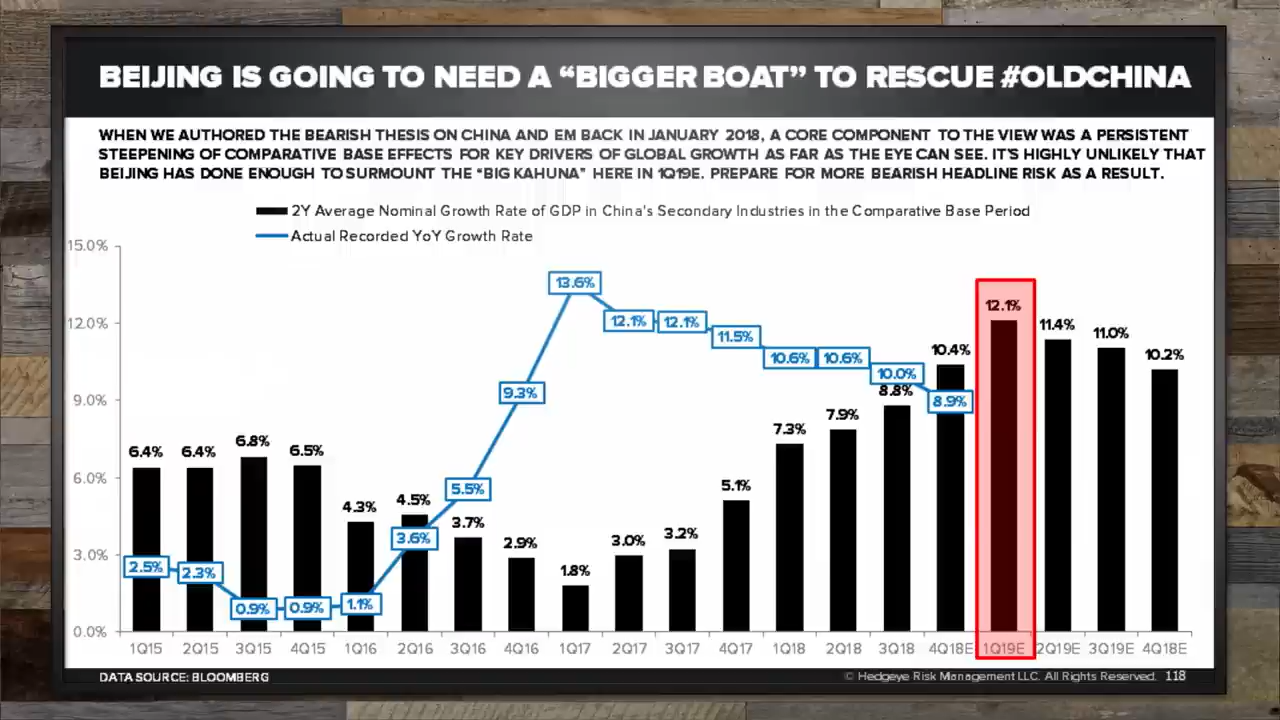 BEIJING IS GOING TO NEED A “BIGGER BOAT” TO RESCUE #OLDCHINA
WHEN WE AUTHORED THE BEARISH THESIS ON CHINA AND EM BACK IN JANUARY 2018, A CORE COMPONENT TO THE VIEW WAS A PERSISTENT
STEEPENING OF COMPARATIVE BASE EFFECTS FOR KEY DRIVERS OF GLOBAL GROWTH AS FAR AS THE EYE CAN SEE. IT’S HIGHLY UNLIKELY THAT
BEIJING HAS DONE ENOUGH TO SURMOUNT THE “BIG KAHUNA” HERE IN 1Q19E. PREPARE FOR MORE BEARISH HEADLINE RISK AS A RESULT.
2Y Average Nominal Growth Rate of GDP in China's Secondary Industries in the Comparative Base Period
Actual Recorded YoY Growth Rate
15.0%
12.0%
9.0%
6.0%
3.0%
0.0%
6.4% 6.4% 6.8% 6.5% 4.3% 4.5% 3.7% 2.9% 1.8% 3.0% 3.2% 5.1% 7.3% 7.9% 8.8% 10.4% 12.1% 11.4% 11.0% 10.2%
2.5% 2.3% 0.9% 0.9% 1.1% 3.6% 5.5% 9.3% 13.6% 12.1% 12.1% 11.5% 10.6% 10.6% 10.0% 8.9%
1Q15 2Q15 3Q15 4Q15 1Q16 2Q16 3Q16 4Q16 1Q17 2Q17 3Q17 4Q17 1Q18 2Q18 3Q18 4Q18E 1Q19E 2Q19E 3Q19E 4Q18E
DATA SOURCE: BLOOMBERG
© Hedgeye Risk Management LLC. All Rights Reserved. 118